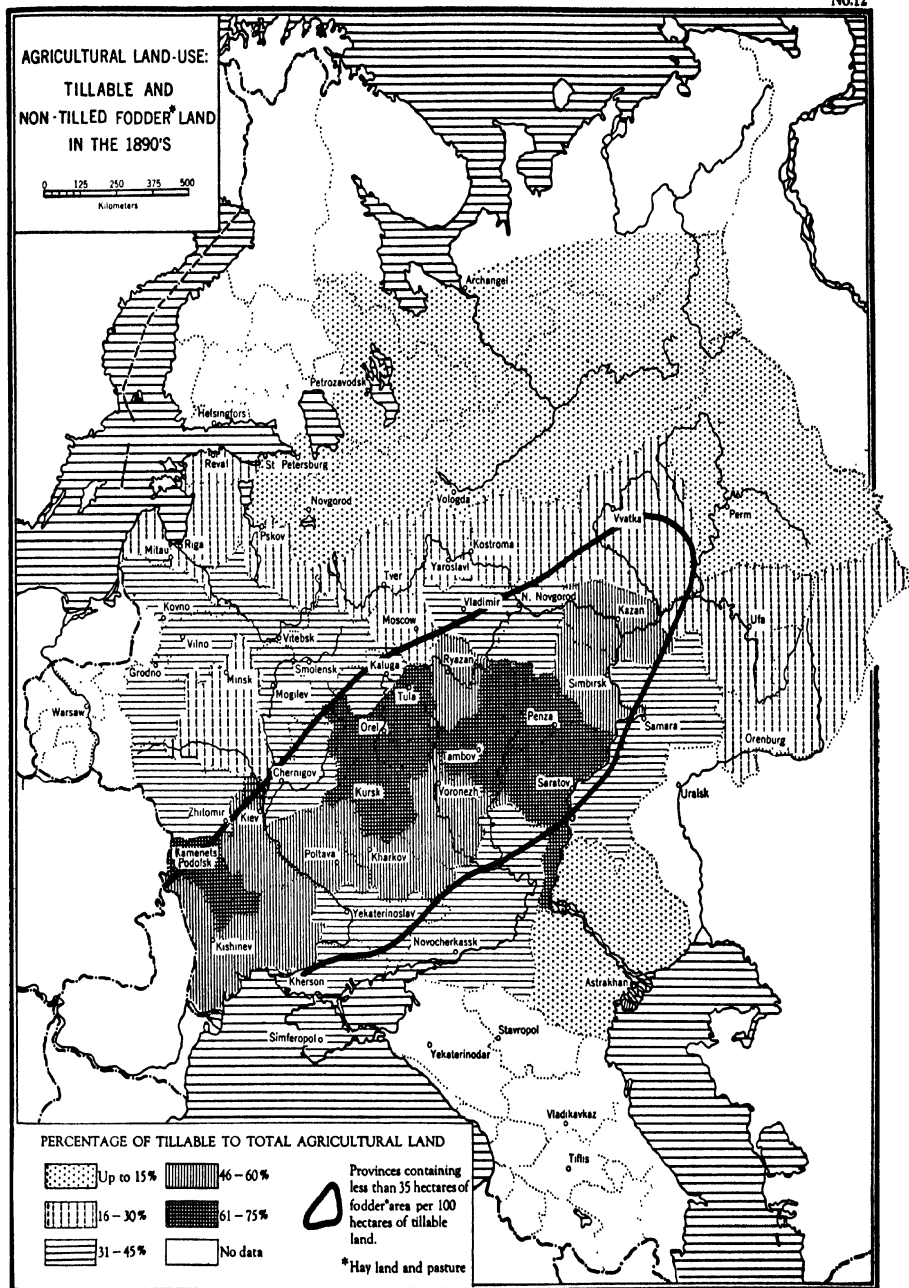 No.12
AGRICULTURAL LAND-USE:
TILLABLE AND
NON-TILLED FODDER* LAND
IN THE 1890'S
0 125 250 375 500
Kilometers
Archangel
Petrozavodsk
Helsingfors
Reval
St Petersburg
Novgorod
Vologda
Vyatka
Perm
Pskov
Mitau
Riga
Kostroma
Yaroslavl
Tver
Vladimir
N. Novgorod
Kazan
Ufa
Kovno
Moscow
Vilno
Vitebsk
Smolensk
Kaluga
Ryazan
Simbirsk
Grodno
Minsk
Mogilev
Tula
Warsaw
Orel
Penza
Samara
Orenburg
Tambov
Chernigov
Kursk
Voronezh
Saratov
Uralsk
Zhitomir
Kiev
Kamenets
Podolsk
Poltava
Kharkov
Yekaterinoslav
Kishinev
Novocherkassk
Kherson
Astrakhan
Simferopol
Stavropol
Yekaterinodar
Vladikavkaz
Tiflis
PERCENTAGE OF TILLABLE TO TOTAL AGRICULTURAL LAND
Up to 15%
46–60%
16–30%
61–75%
31–45%
No data
Provinces containing
less than 35 hectares of
fodder* area per 100
hectares of tillable
land.
*Hay land and pasture